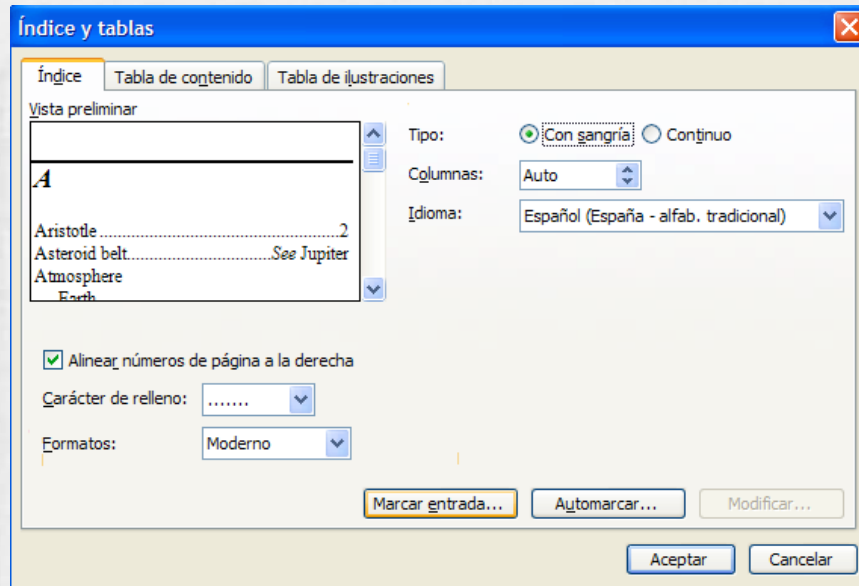 Índice y tablas
Índice
Tabla de contenido
Tabla de ilustraciones
Vista preliminar
A
Aristotle ..........................................................2
Asteroid belt...................................See Jupiter
Atmosphere
Earth
Tipo:
Con sangría
Continuo
Columnas:
Auto
Idioma:
Español (España - alfab. tradicional)
Alinear números de página a la derecha
Carácter de relleno:
.......
Formatos:
Moderno
Marcar entrada...
Automarcar...
Modificar...
Aceptar
Cancelar